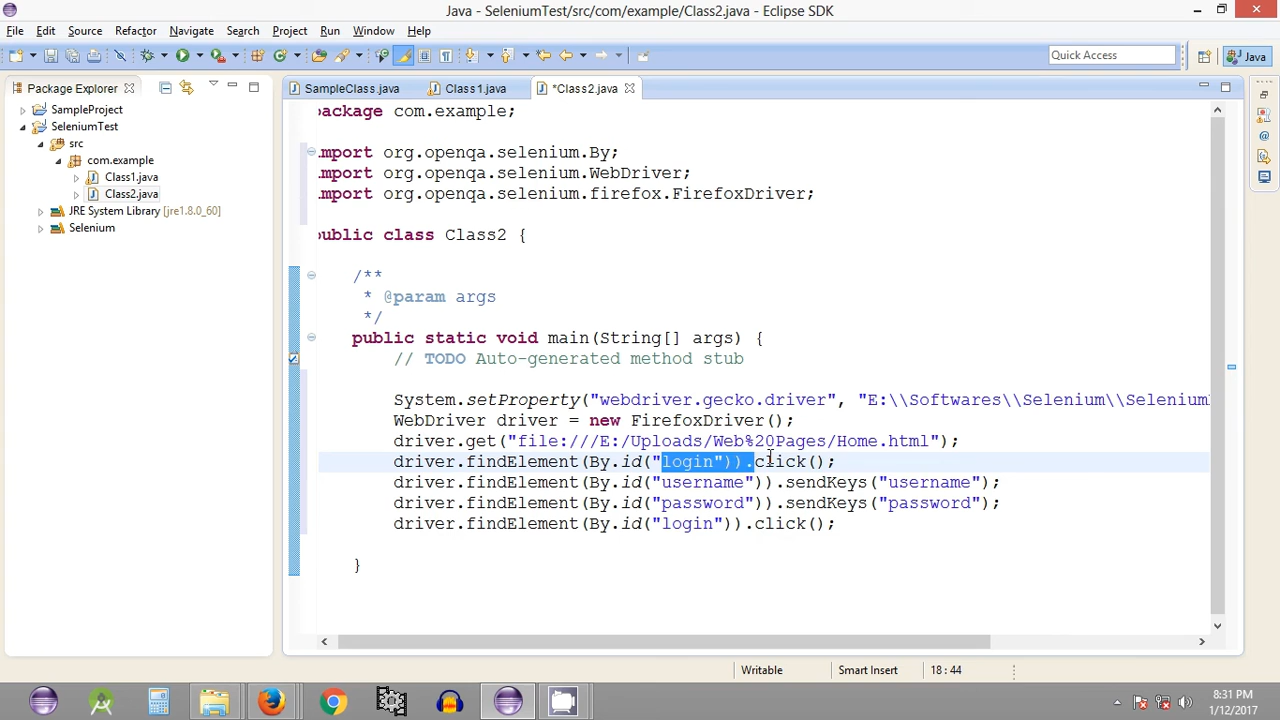 Java - SeleniumTest/src/com/example/Class2.java - Eclipse SDK
File Edit Source Refactor Navigate Search Project Run Window Help
Quick Access
Java
Package Explorer
SampleClass.java
Class1.java
*Class2.java
SampleProject
SeleniumTest
src
com.example
Class1.java
Class2.java
JRE System Library [jre1.8.0_60]
Selenium
package com.example;
import org.openqa.selenium.By;
import org.openqa.selenium.WebDriver;
import org.openqa.selenium.firefox.FirefoxDriver;
public class Class2 {
/**
* @param args
*/
public static void main(String[] args) {
// TODO Auto-generated method stub
System.setProperty("webdriver.gecko.driver", "E:\\Softwares\\Selenium\\Selenium
WebDriver driver = new FirefoxDriver();
driver.get("file:///E:/Uploads/Web%20Pages/Home.html");
driver.findElement(By.id("login")).click();
driver.findElement(By.id("username")).sendKeys("username");
driver.findElement(By.id("password")).sendKeys("password");
driver.findElement(By.id("login")).click();
}
Writable
Smart Insert
18 : 44
8:31 PM
1/12/2017